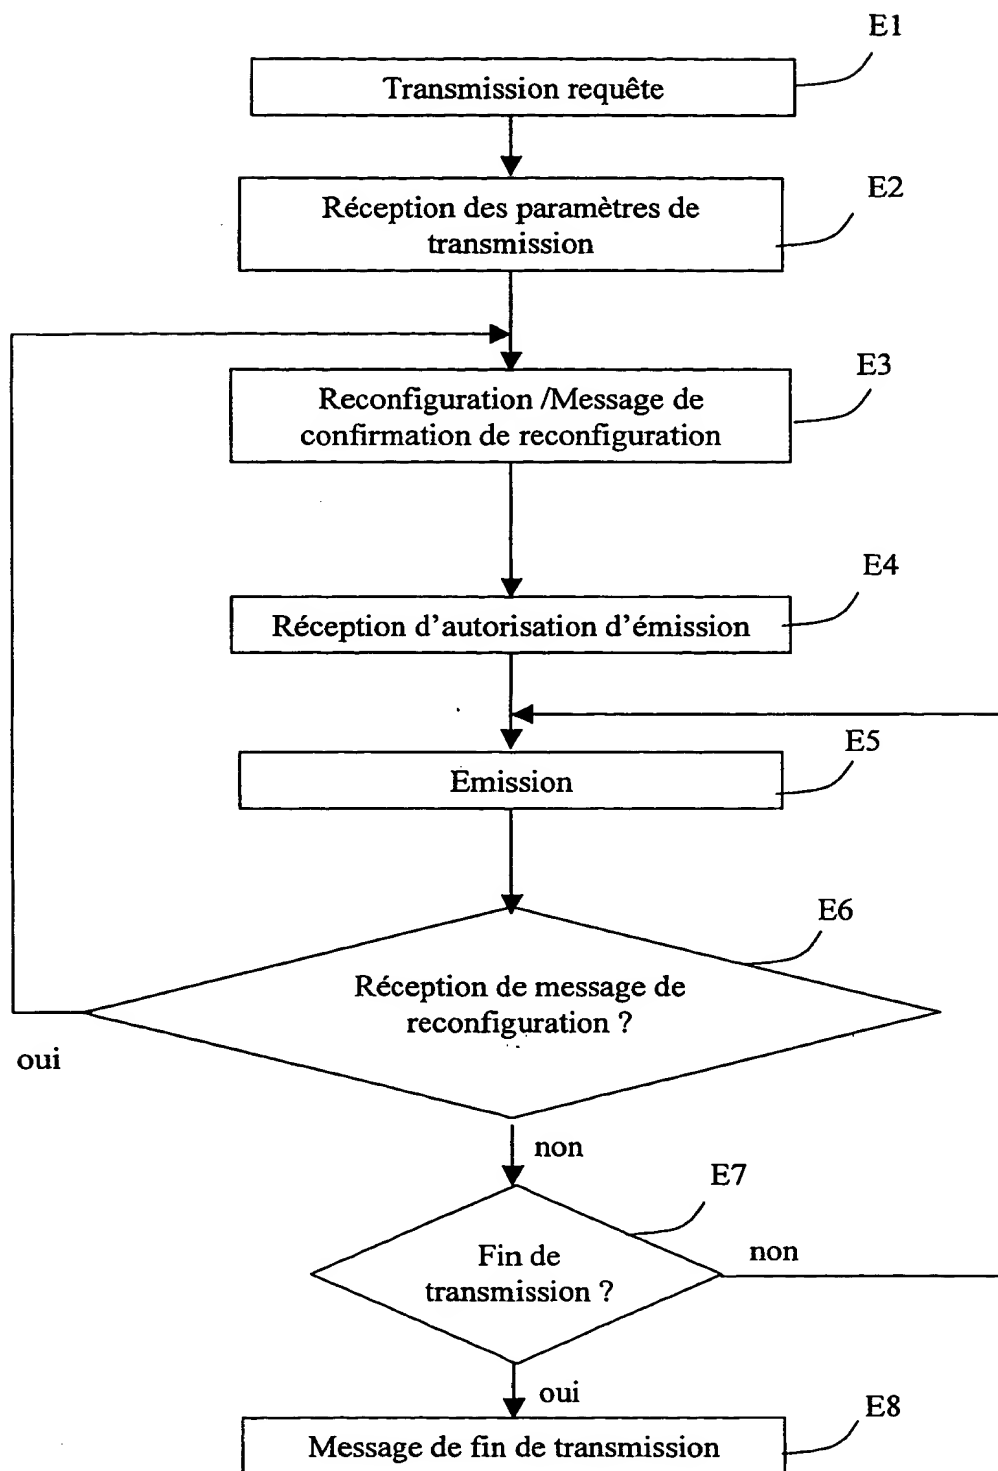 E1
Transmission requête
E2
Réception des paramètres de
transmission
E3
Reconfiguration /Message de
confirmation de reconfiguration
E4
Réception d'autorisation d'émission
E5
Emission
E6
Réception de message de
reconfiguration ?
oui
non
E7
Fin de
transmission ?
non
oui
E8
Message de fin de transmission